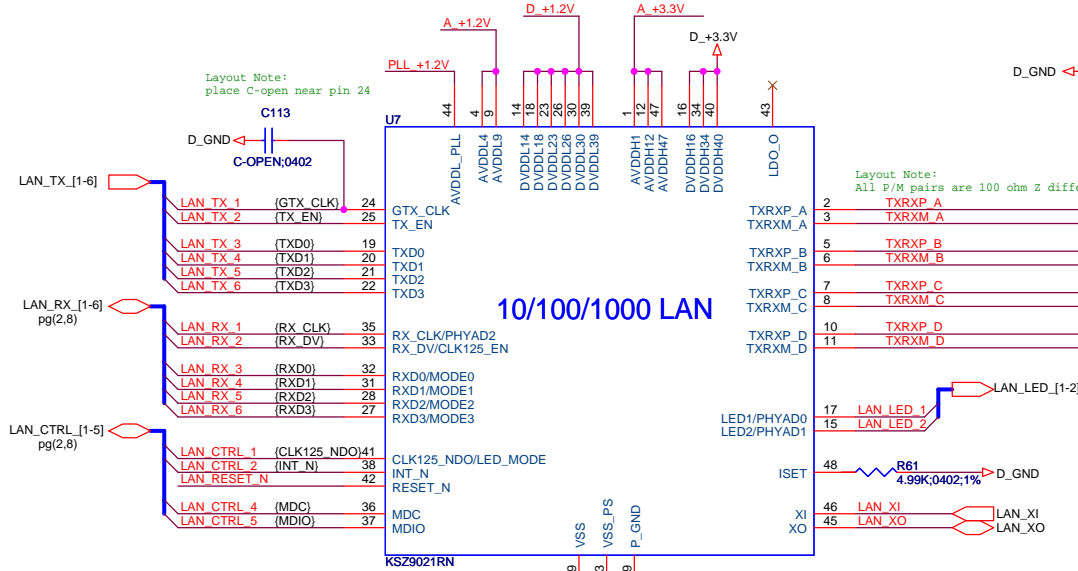 D_+1.2V
A_+3.3V
A_+1.2V
D_+3.3V
PLL_+1.2V
D_GND
Layout Note:
place C-open near pin 24
C113
D_GND
C-OPEN;0402
44 4 9 14 18 23 26 30 39 1 12 47 16 34 40 43
U7
AVDDL_PLL
AVDDL4
AVDDL9
DVDDL14
DVDDL18
DVDDL23
DVDDL26
DVDDL30
DVDDL39
AVDDH1
AVDDH12
AVDDH47
DVDDH16
DVDDH34
DVDDH40
LDO_O
Layout Note:
All P/M pairs are 100 ohm Z diffe
LAN_TX_[1-6]
LAN_TX_1 {GTX_CLK} 24 GTX_CLK
LAN_TX_2 {TX_EN} 25 TX_EN
LAN_TX_3 {TXD0} 19 TXD0
LAN_TX_4 {TXD1} 20 TXD1
LAN_TX_5 {TXD2} 21 TXD2
LAN_TX_6 {TXD3} 22 TXD3
LAN_RX_[1-6]
pg(2,8)
LAN_RX_1 {RX_CLK} 35 RX_CLK/PHYAD2
LAN_RX_2 {RX_DV} 33 RX_DV/CLK125_EN
LAN_RX_3 {RXD0} 32 RXD0/MODE0
LAN_RX_4 {RXD1} 31 RXD1/MODE1
LAN_RX_5 {RXD2} 28 RXD2/MODE2
LAN_RX_6 {RXD3} 27 RXD3/MODE3
LAN_CTRL_[1-5]
pg(2,8)
LAN_CTRL_1 {CLK125_NDO} 41 CLK125_NDO/LED_MODE
LAN_CTRL_2 {INT_N} 38 INT_N
LAN_RESET_N 42 RESET_N
LAN_CTRL_4 {MDC} 36 MDC
LAN_CTRL_5 {MDIO} 37 MDIO
10/100/1000 LAN
TXRXP_A 2 TXRXP_A
TXRXM_A 3 TXRXM_A
TXRXP_B 5 TXRXP_B
TXRXM_B 6 TXRXM_B
TXRXP_C 7 TXRXP_C
TXRXM_C 8 TXRXM_C
TXRXP_D 10 TXRXP_D
TXRXM_D 11 TXRXM_D
LAN_LED_[1-2]
LED1/PHYAD0 17 LAN_LED_1
LED2/PHYAD1 15 LAN_LED_2
ISET 48 R61 D_GND
4.99K;0402;1%
XI 46 LAN_XI LAN_XI
XO 45 LAN_XO LAN_XO
VSS
VSS_PS
P_GND
KSZ9021RN
9 3 9